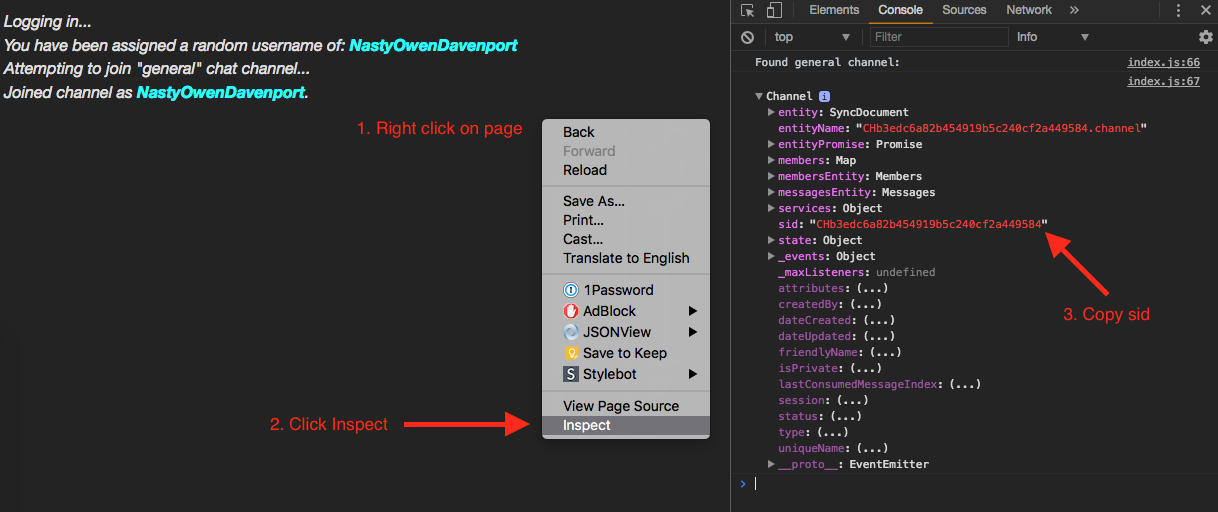 Logging in...
You have been assigned a random username of: NastyOwenDavenport
Attempting to join "general" chat channel...
Joined channel as NastyOwenDavenport.
1. Right click on page
Back
Forward
Reload
Save As...
Print...
Cast...
Translate to English
1Password
AdBlock
JSONView
Save to Keep
S Stylebot
View Page Source
2. Click Inspect
Inspect
Elements Console Sources Network »
top Filter Info
Found general channel: index.js:66
index.js:67
Channel i
entity: SyncDocument
entityName: "CHb3edc6a82b454919b5c240cf2a449584.channel"
entityPromise: Promise
members: Map
membersEntity: Members
messagesEntity: Messages
services: Object
sid: "CHb3edc6a82b454919b5c240cf2a449584"
state: Object
_events: Object
_maxListeners: undefined
attributes: (...)
createdBy: (...)
dateCreated: (...)
3. Copy sid
dateUpdated: (...)
friendlyName: (...)
isPrivate: (...)
lastConsumedMessageIndex: (...)
session: (...)
status: (...)
type: (...)
uniqueName: (...)
__proto__: EventEmitter